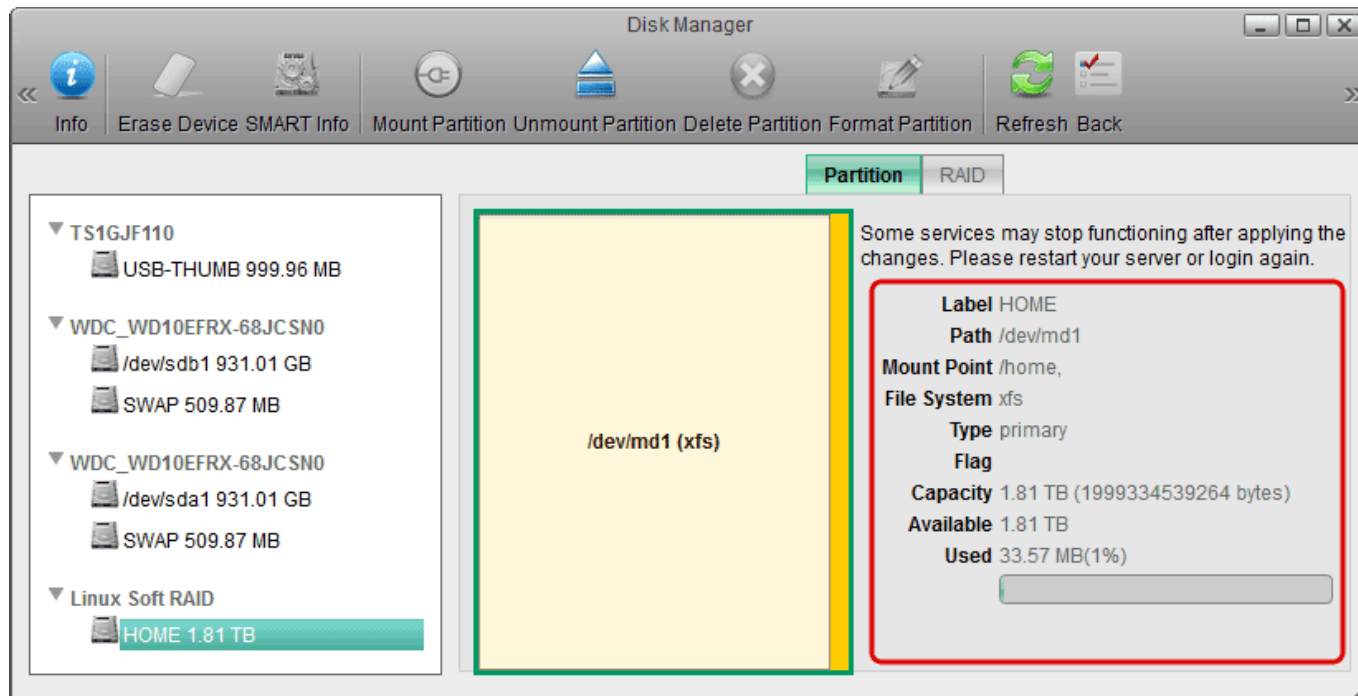 Disk Manager
Info
Erase Device
SMART Info
Mount Partition
Unmount Partition
Delete Partition
Format Partition
Refresh
Back
Partition
RAID
TS1GJF110
USB-THUMB 999.96 MB
WDC_WD10EFRX-68JCSN0
/dev/sdb1 931.01 GB
SWAP 509.87 MB
WDC_WD10EFRX-68JCSN0
/dev/sda1 931.01 GB
SWAP 509.87 MB
Linux Soft RAID
HOME 1.81 TB
/dev/md1 (xfs)
Some services may stop functioning after applying the
changes. Please restart your server or login again.
Label HOME
Path /dev/md1
Mount Point /home,
File System xfs
Type primary
Flag
Capacity 1.81 TB (1999334539264 bytes)
Available 1.81 TB
Used 33.57 MB(1%)